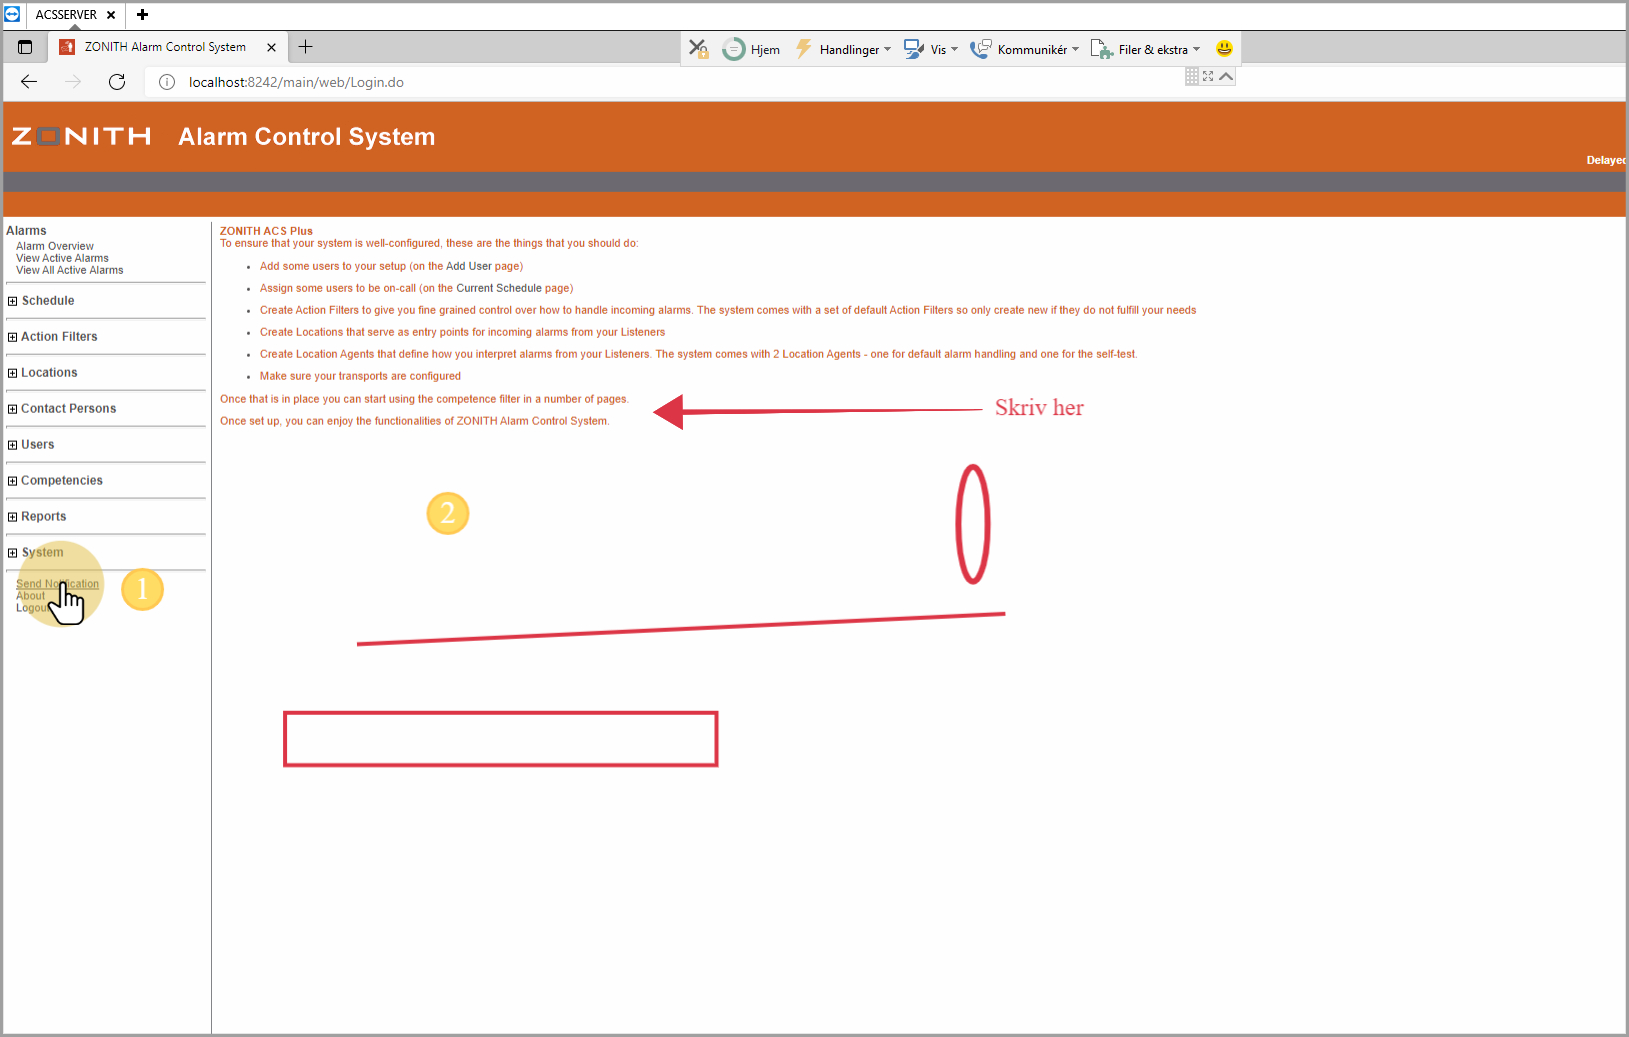 ACSSERVER
ZONITH Alarm Control System
Hjem
Handlinger
Vis
Kommunikér
Filer & ekstra
localhost:8242/main/web/Login.do
ZONITH Alarm Control System
Delayed
Alarms
Alarm Overview
View Active Alarms
View All Active Alarms
Schedule
Action Filters
Locations
Contact Persons
Users
Competencies
Reports
System
Send Notification
About
Logout
1
ZONITH ACS Plus
To ensure that your system is well-configured, these are the things that you should do:
Add some users to your setup (on the Add User page)
Assign some users to be on-call (on the Current Schedule page)
Create Action Filters to give you fine grained control over how to handle incoming alarms. The system comes with a set of default Action Filters so only create new if they do not fulfill your needs
Create Locations that serve as entry points for incoming alarms from your Listeners
Create Location Agents that define how you interpret alarms from your Listeners. The system comes with 2 Location Agents - one for default alarm handling and one for the self-test.
Make sure your transports are configured
Once that is in place you can start using the competence filter in a number of pages.
Once set up, you can enjoy the functionalities of ZONITH Alarm Control System.
Skriv her
2